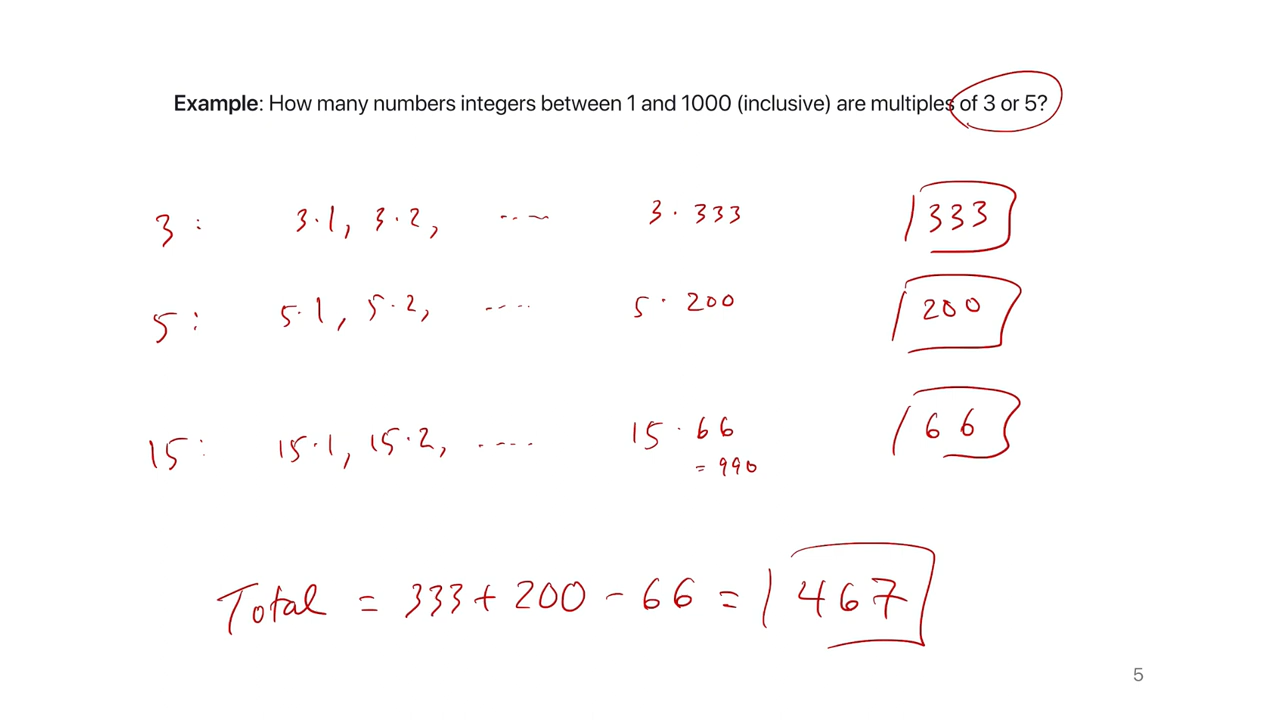 Example: How many numbers integers between 1 and 1000 (inclusive) are multiples of 3 or 5?
3: 3·1, 3·2, ···· 3·333 333
5: 5·1, 5·2, ···· 5·200 200
15: 15·1, 15·2, ···· 15·66 66
= 990
Total = 333 + 200 - 66 = 467
5